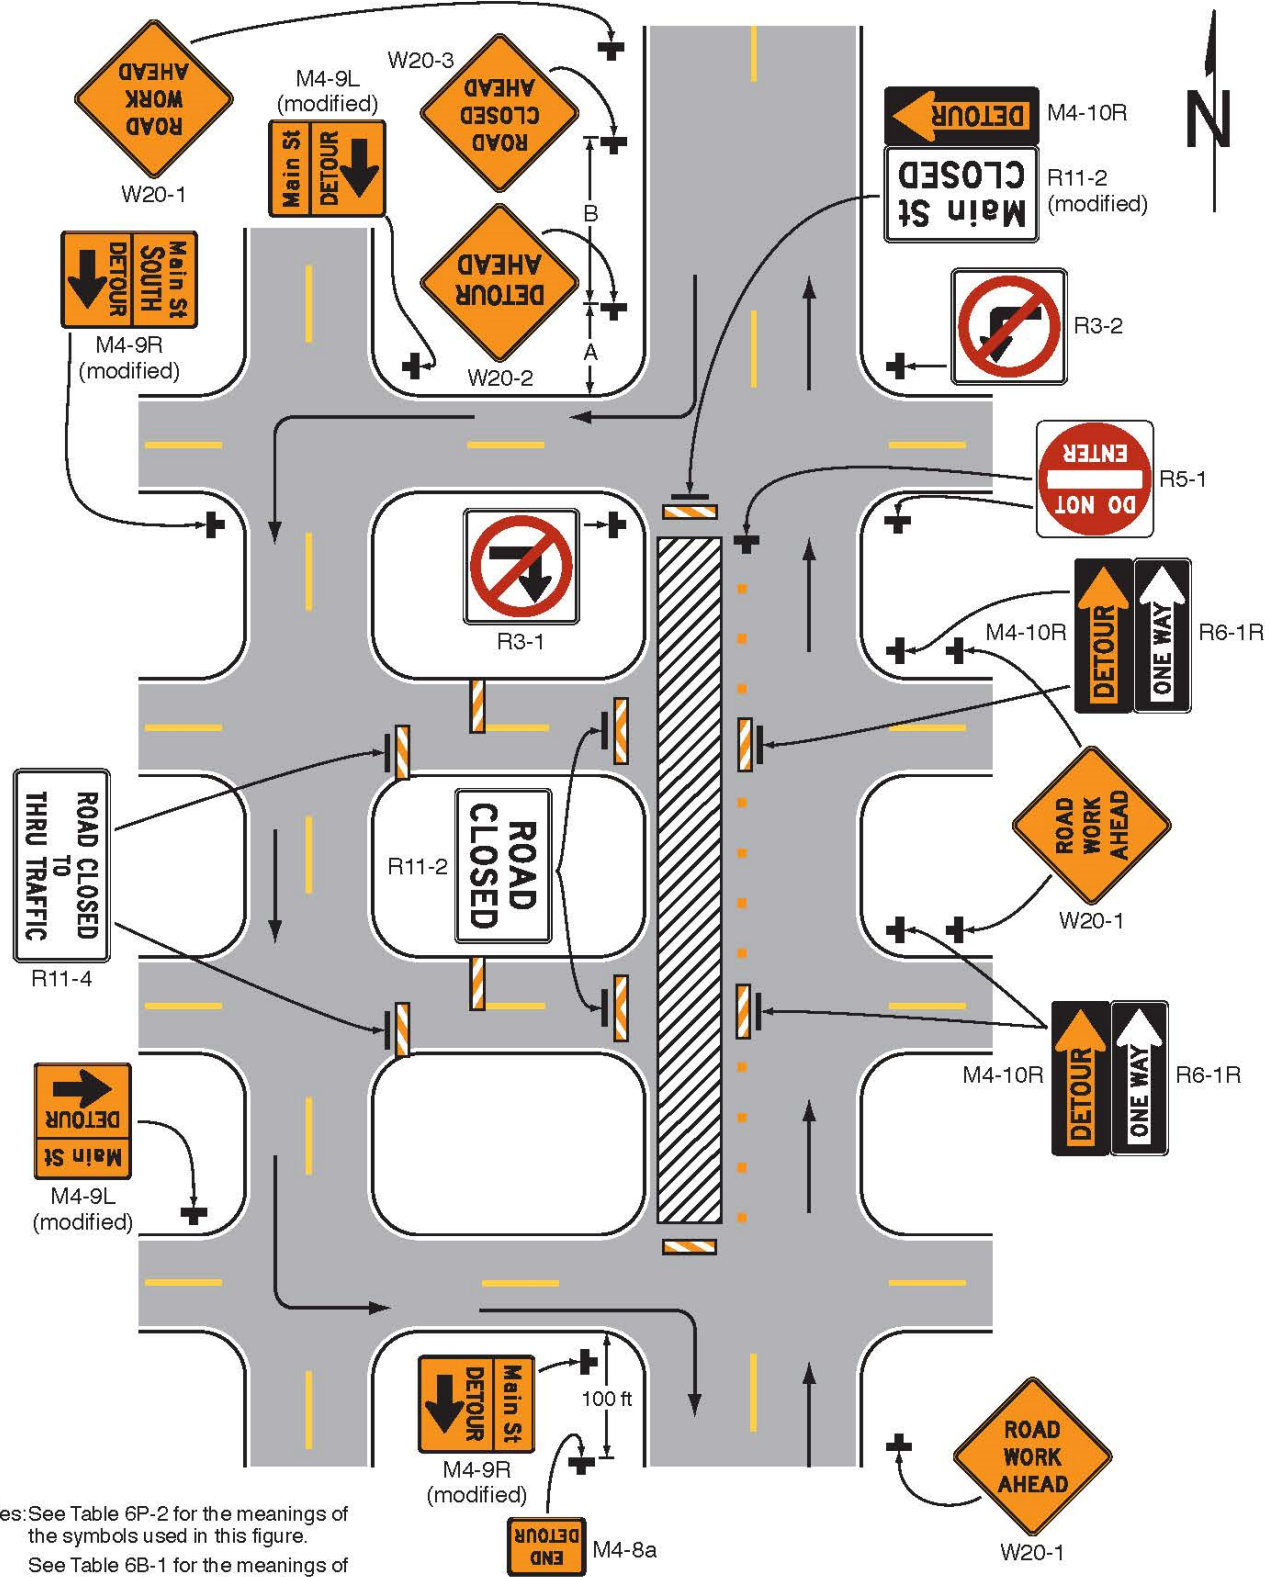 ROAD
WORK
AHEAD
W20-1
M4-9L
(modified)
Main St
DETOUR
W20-3
ROAD
CLOSED
AHEAD
DETOUR
M4-10R
Main St
CLOSED
R11-2
(modified)
N
Main St
SOUTH
DETOUR
M4-9R
(modified)
B
DETOUR
AHEAD
W20-2
A
R3-2
DO NOT
ENTER
R5-1
R3-1
M4-10R
DETOUR
ONE WAY
R6-1R
ROAD CLOSED
TO
THRU TRAFFIC
R11-4
R11-2
ROAD
CLOSED
ROAD
WORK
AHEAD
W20-1
M4-10R
DETOUR
ONE WAY
R6-1R
Main St
DETOUR
M4-9L
(modified)
Main St
DETOUR
M4-9R
(modified)
100 ft
END
DETOUR
M4-8a
ROAD
WORK
AHEAD
W20-1
es: See Table 6P-2 for the meanings of
the symbols used in this figure.
See Table 6B-1 for the meanings of